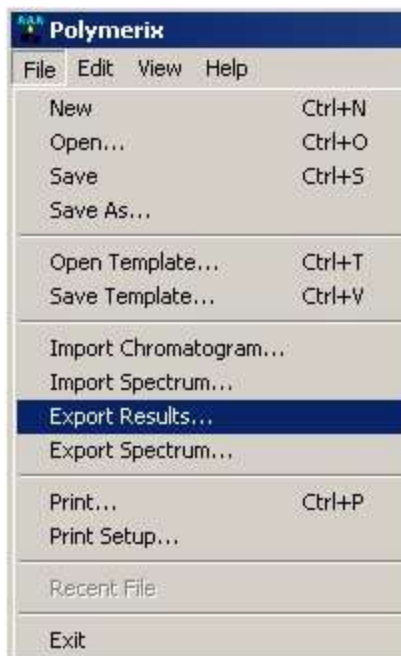 Polymerix
File Edit View Help
New Ctrl+N
Open... Ctrl+O
Save Ctrl+S
Save As...
Open Template... Ctrl+T
Save Template... Ctrl+V
Import Chromatogram...
Import Spectrum...
Export Results...
Export Spectrum...
Print... Ctrl+P
Print Setup...
Recent File
Exit